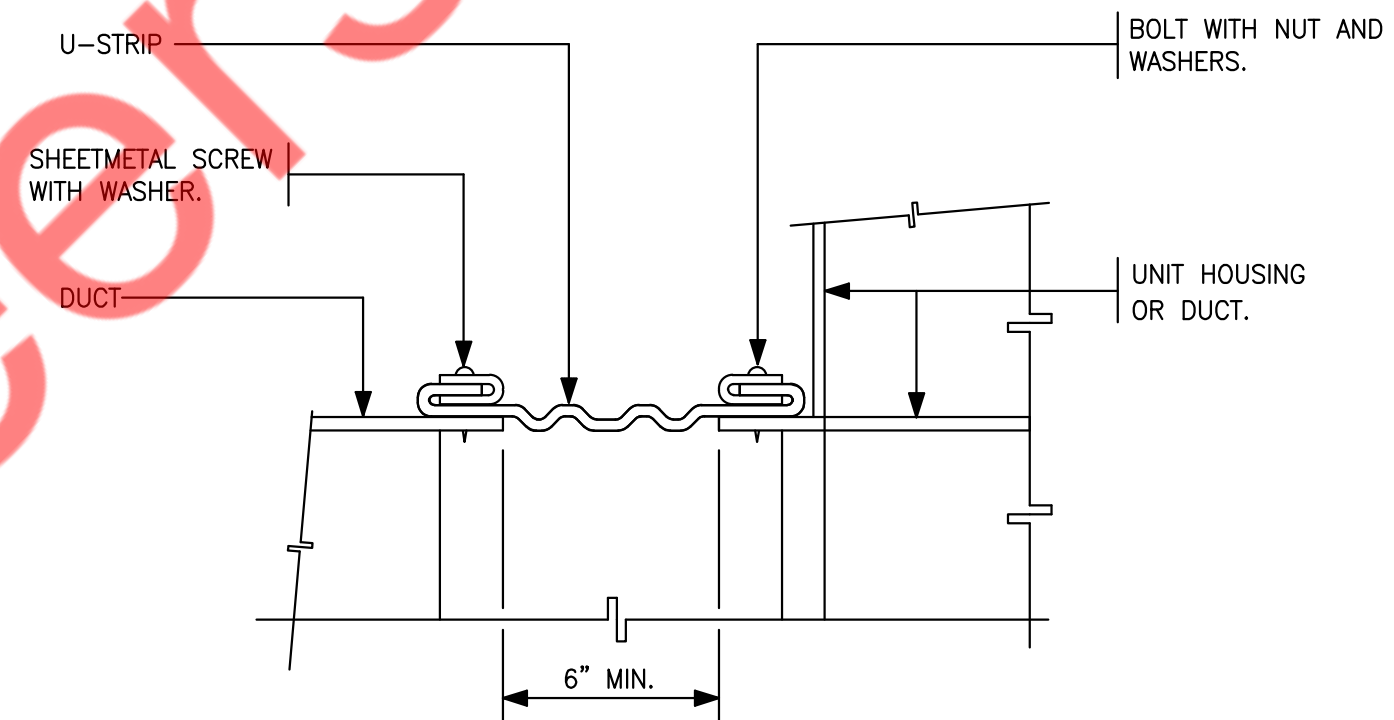 U-STRIP
BOLT WITH NUT AND
WASHERS.
SHEETMETAL SCREW
WITH WASHER.
DUCT
UNIT HOUSING
OR DUCT.
6" MIN.